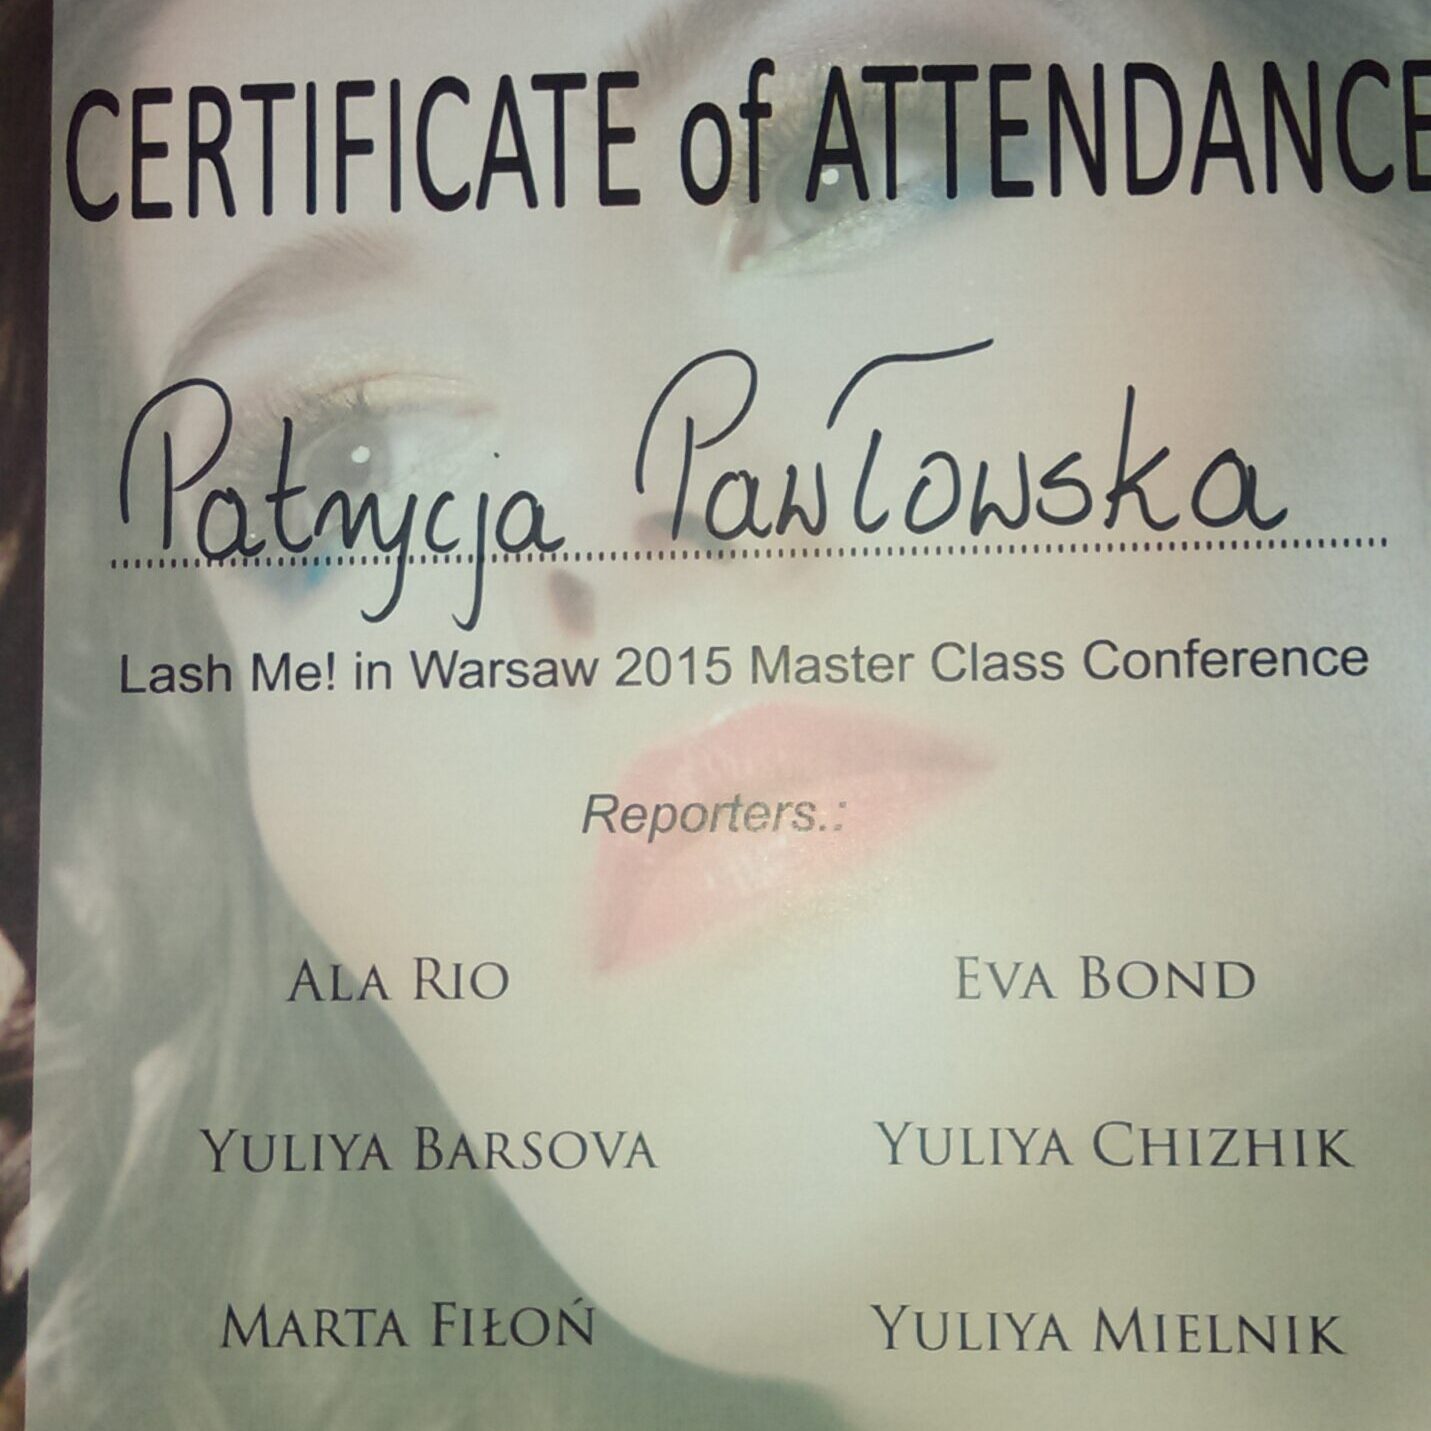 CERTIFICATE of ATTENDANCE
Patrycja Pawłowska
Lash Me! in Warsaw 2015 Master Class Conference
Reporters.:
ALA RIO EVA BOND
YULIYA BARSOVA YULIYA CHIZHIK
MARTA FIŁOŃ YULIYA MIELNIK